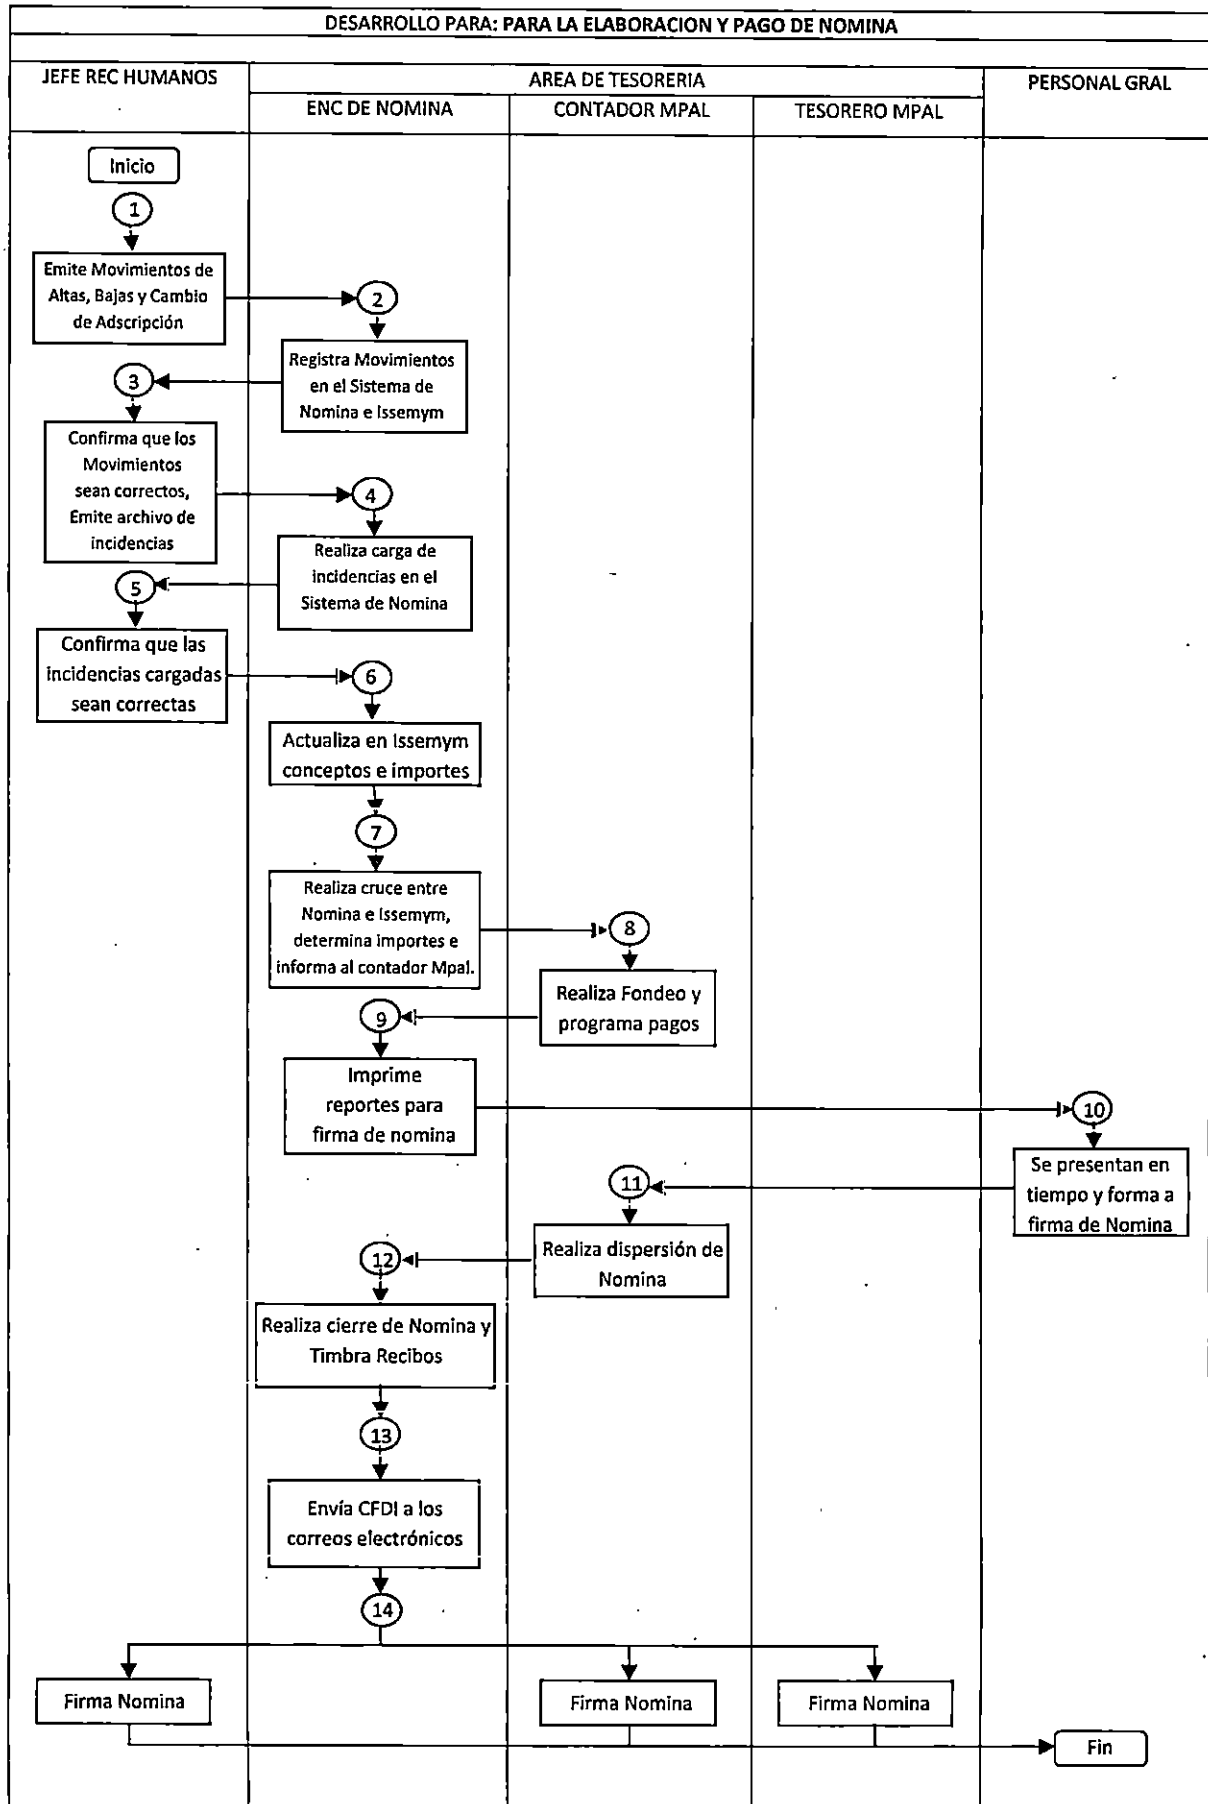 DESARROLLO PARA: PARA LA ELABORACION Y PAGO DE NOMINA
JEFE REC HUMANOS
AREA DE TESORERIA
PERSONAL GRAL
ENC DE NOMINA
CONTADOR MPAL
TESORERO MPAL
Inicio
1
Emite Movimientos de
Altas, Bajas y Cambio
de Adscripción
2
Registra Movimientos
en el Sistema de
Nomina e Issemym
3
Confirma que los
Movimientos
sean correctos,
Emite archivo de
incidencias
4
Realiza carga de
incidencias en el
Sistema de Nomina
5
Confirma que las
incidencias cargadas
sean correctas
6
Actualiza en Issemym
conceptos e importes
7
Realiza cruce entre
Nomina e Issemym,
determina importes e
informa al contador Mpal.
8
Realiza Fondeo y
programa pagos
9
Imprime
reportes para
firma de nomina
10
Se presentan en
tiempo y forma a
firma de Nomina
11
Realiza dispersión de
Nomina
12
Realiza cierre de Nomina y
Timbra Recibos
13
Envía CFDI a los
correos electrónicos
14
Firma Nomina
Firma Nomina
Firma Nomina
Fin